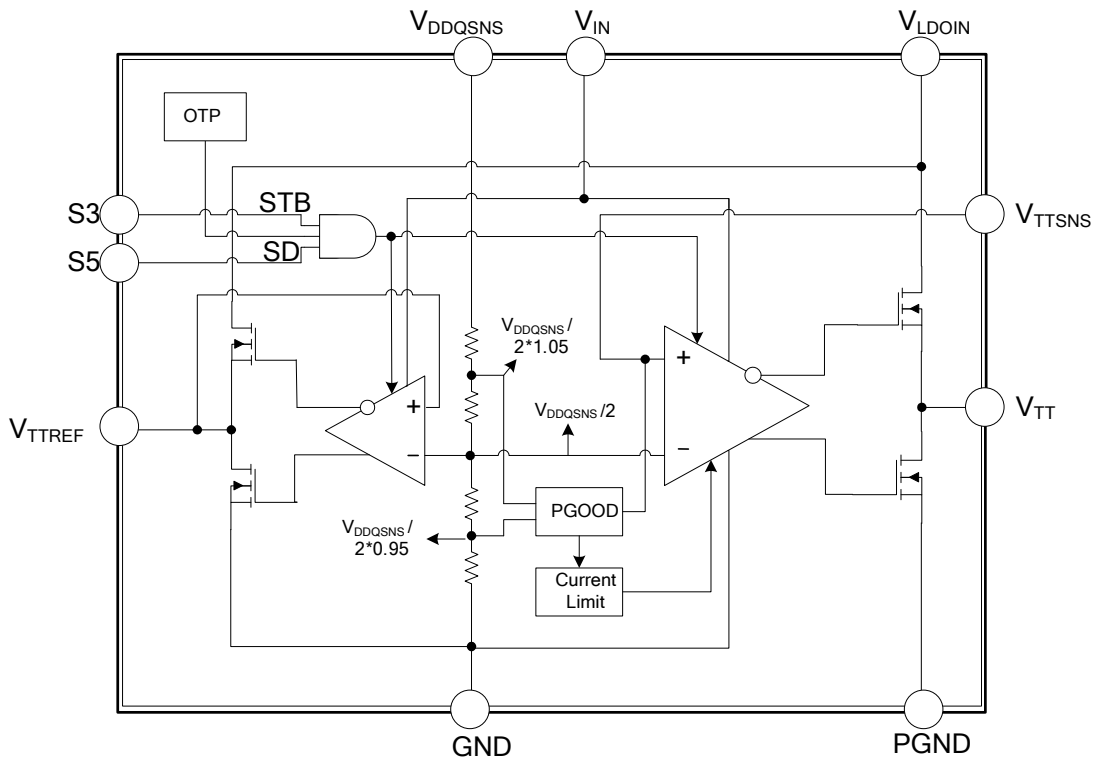 VDDQSNS
VIN
VLDOIN
OTP
S3
STB
S5
SD
VTTSNS
VDDQSNS/
2*1.05
+
−
+
−
VDDQSNS/2
VTTREF
VTT
PGOOD
VDDQSNS/
2*0.95
Current
Limit
GND
PGND